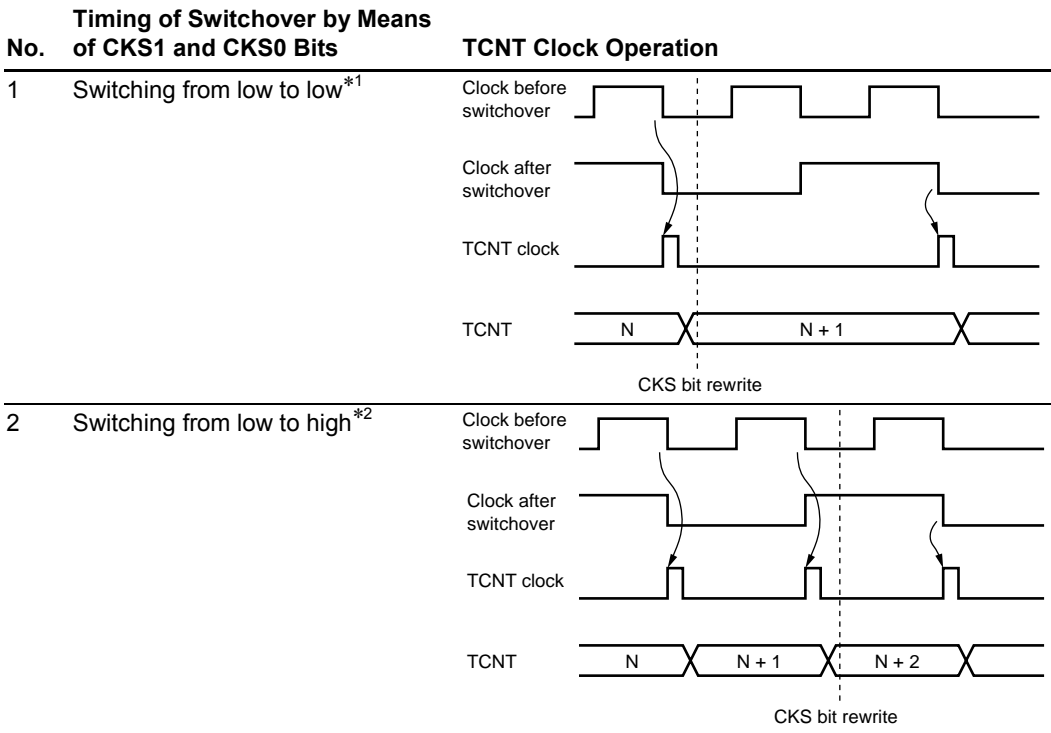 Timing of Switchover by Means
No. of CKS1 and CKS0 Bits TCNT Clock Operation
1 Switching from low to low*1
Clock before
switchover
Clock after
switchover
TCNT clock
TCNT N N + 1
CKS bit rewrite
2 Switching from low to high*2
Clock before
switchover
Clock after
switchover
TCNT clock
TCNT N N + 1 N + 2
CKS bit rewrite